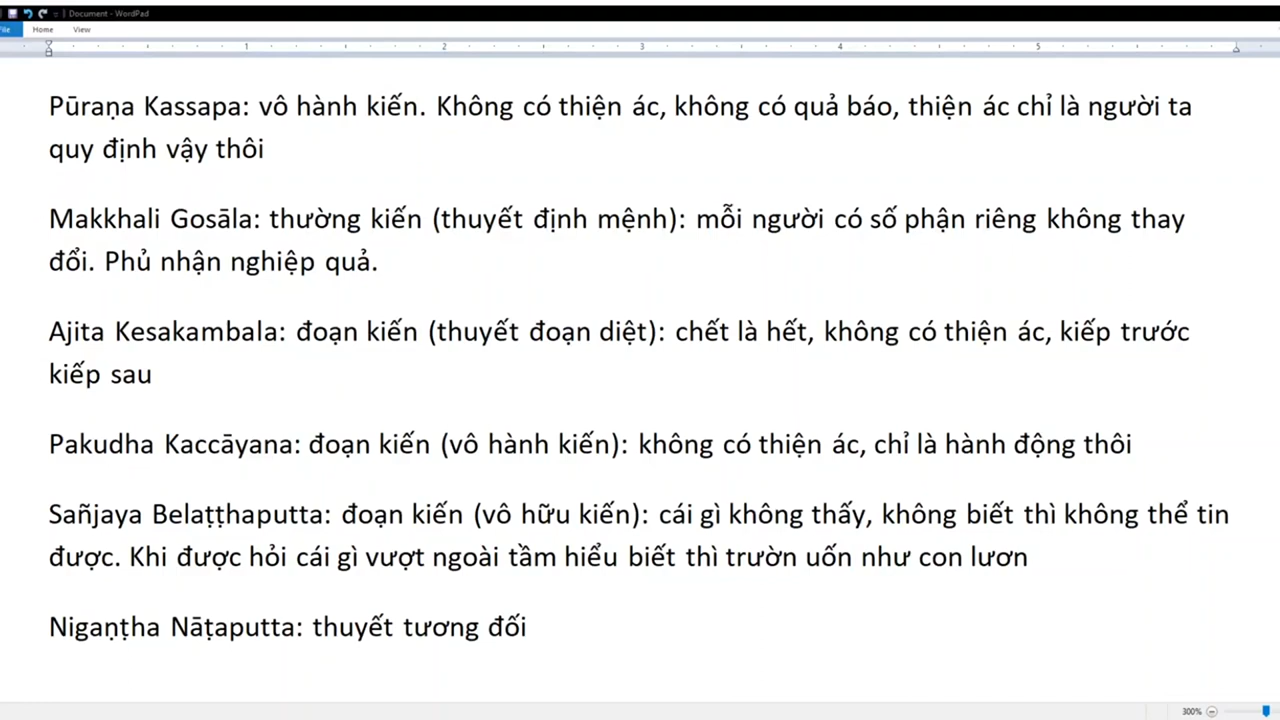 Document - WordPad
File
Home
View
1
2
3
4
5
Pūraṇa Kassapa: vô hành kiến. Không có thiện ác, không có quả báo, thiện ác chỉ là người ta
quy định vậy thôi
Makkhali Gosāla: thường kiến (thuyết định mệnh): mỗi người có số phận riêng không thay
đổi. Phủ nhận nghiệp quả.
Ajita Kesakambala: đoạn kiến (thuyết đoạn diệt): chết là hết, không có thiện ác, kiếp trước
kiếp sau
Pakudha Kaccāyana: đoạn kiến (vô hành kiến): không có thiện ác, chỉ là hành động thôi
Sañjaya Belaṭṭhaputta: đoạn kiến (vô hữu kiến): cái gì không thấy, không biết thì không thể tin
được. Khi được hỏi cái gì vượt ngoài tầm hiểu biết thì trườn uốn như con lươn
Nigaṇṭha Nāṭaputta: thuyết tương đối
300%